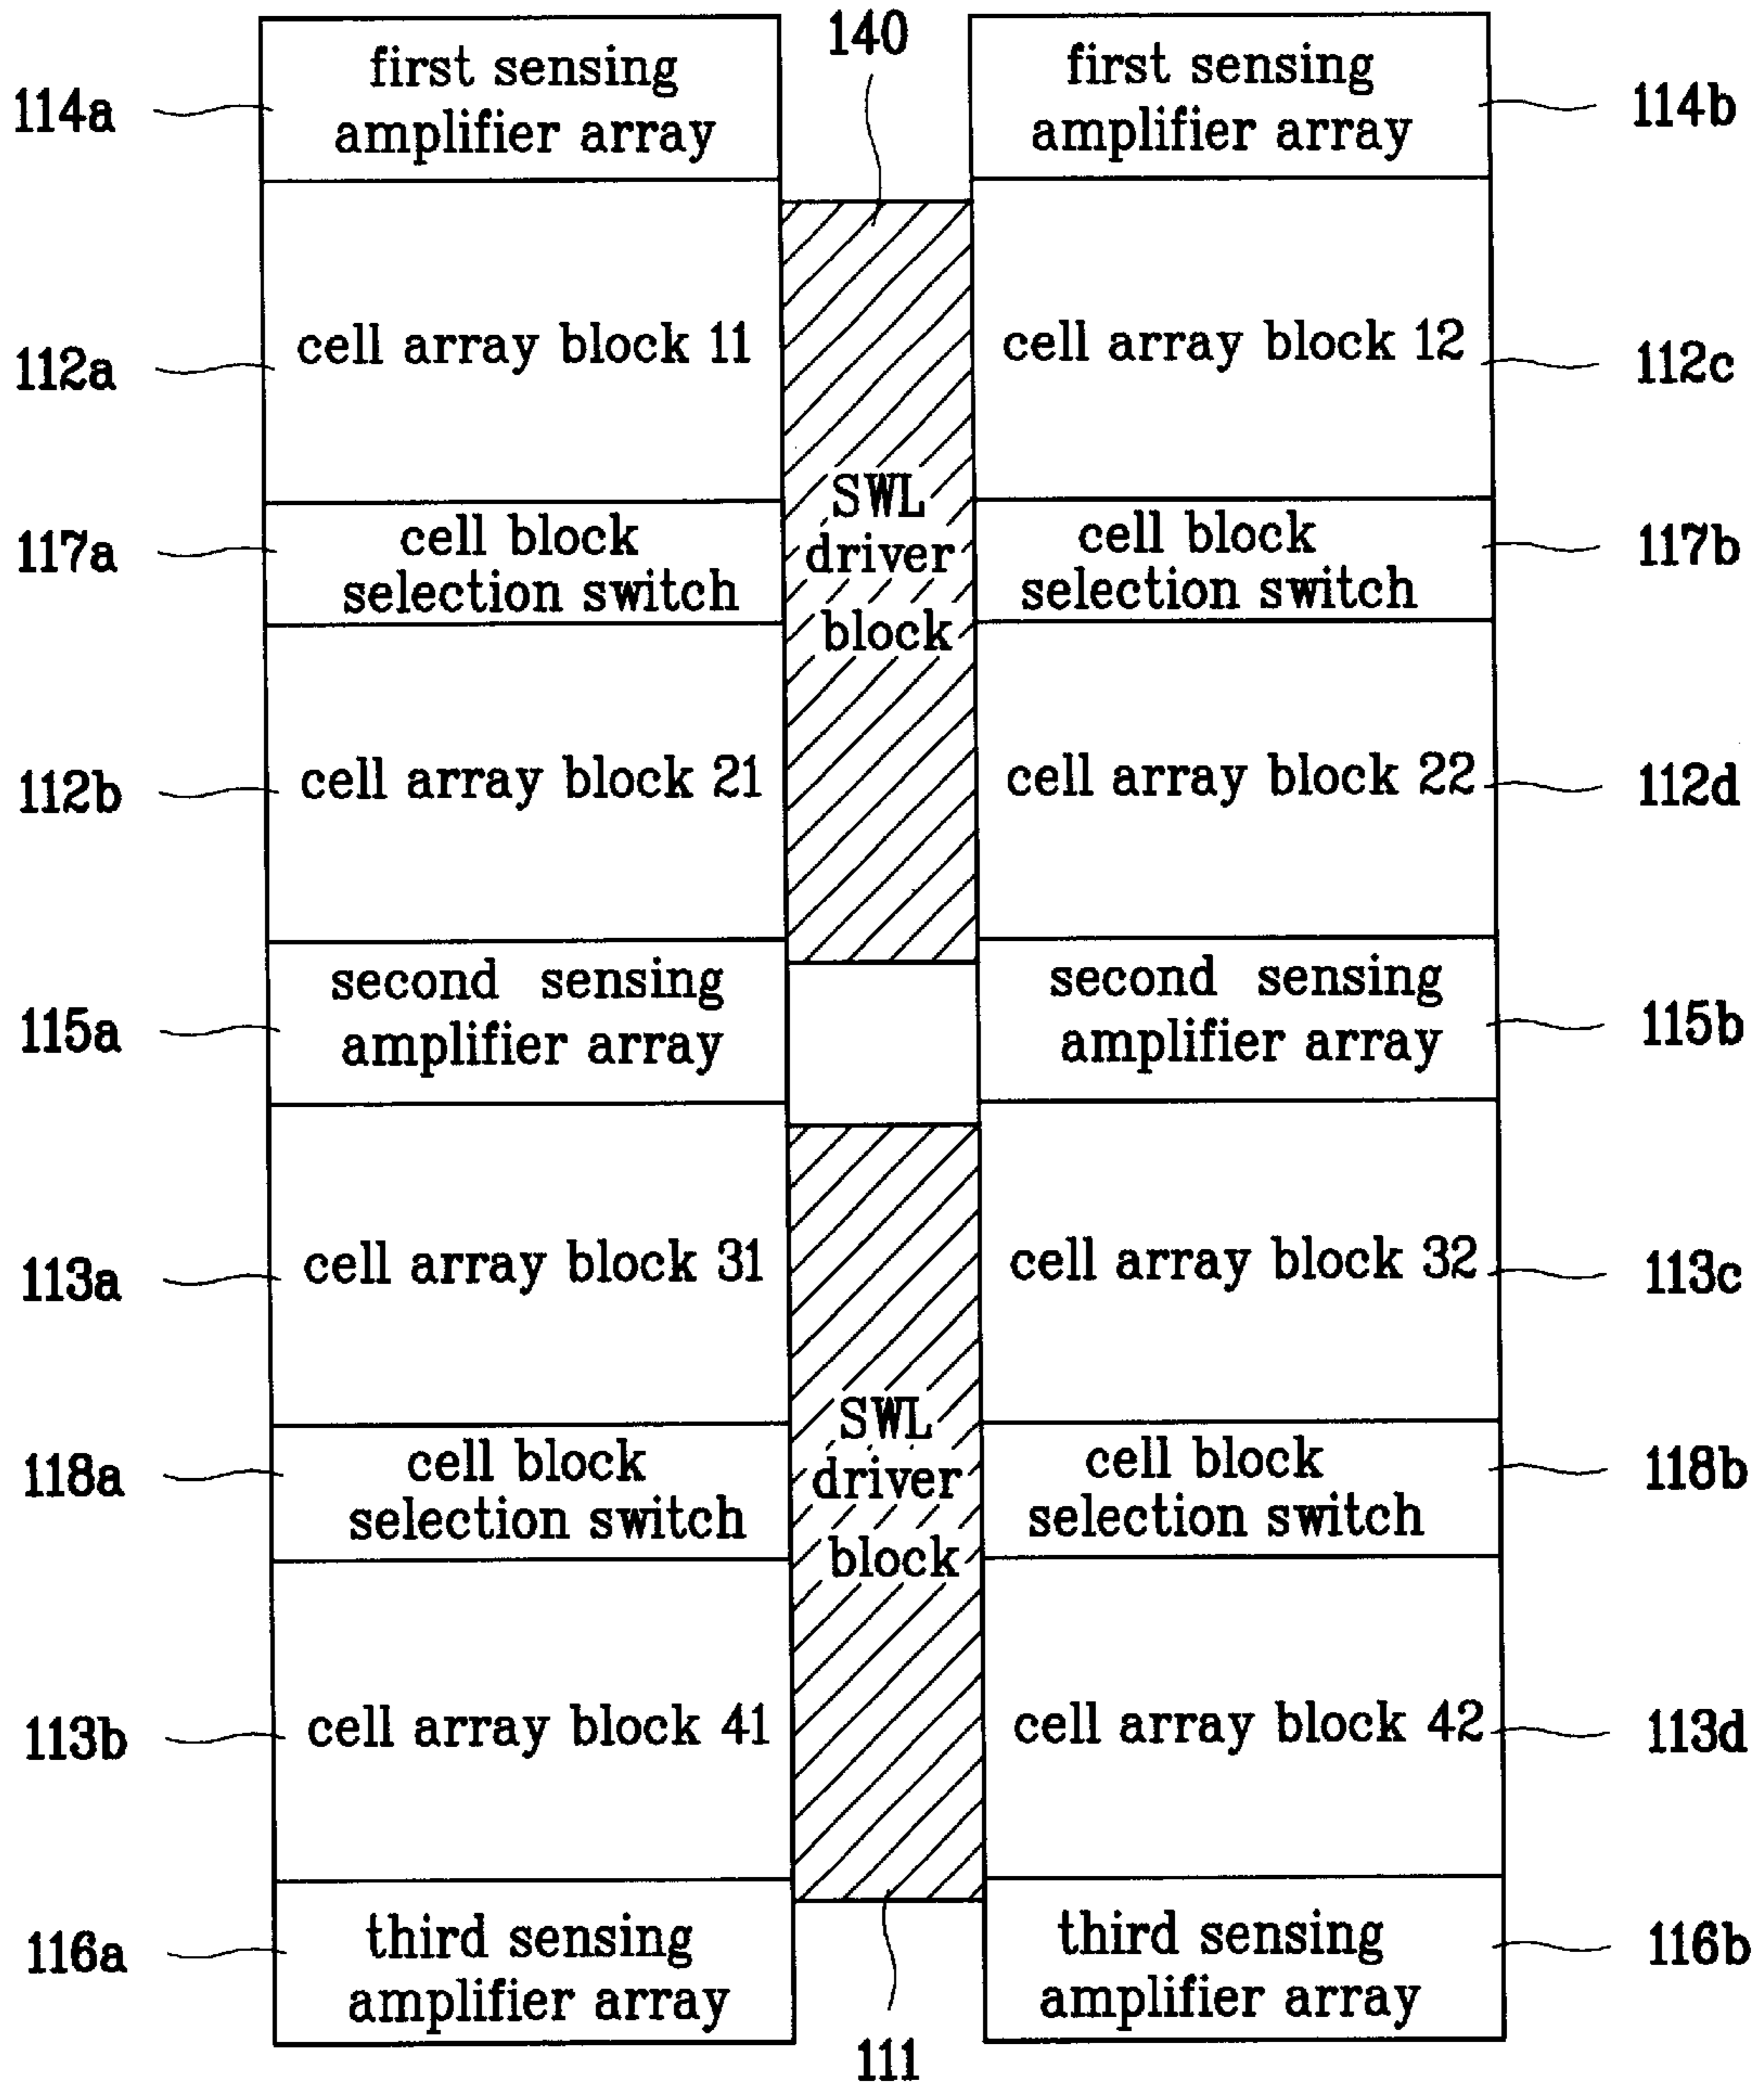 140
first sensing
amplifier array
114a
first sensing
amplifier array
114b
cell array block 11
112a
cell array block 12
112c
SWL
driver
block
cell block
selection switch
117a
cell block
selection switch
117b
cell array block 21
112b
cell array block 22
112d
second sensing
amplifier array
115a
second sensing
amplifier array
115b
cell array block 31
113a
cell array block 32
113c
SWL
driver
block
cell block
selection switch
118a
cell block
selection switch
118b
cell array block 41
113b
cell array block 42
113d
third sensing
amplifier array
116a
third sensing
amplifier array
116b
111